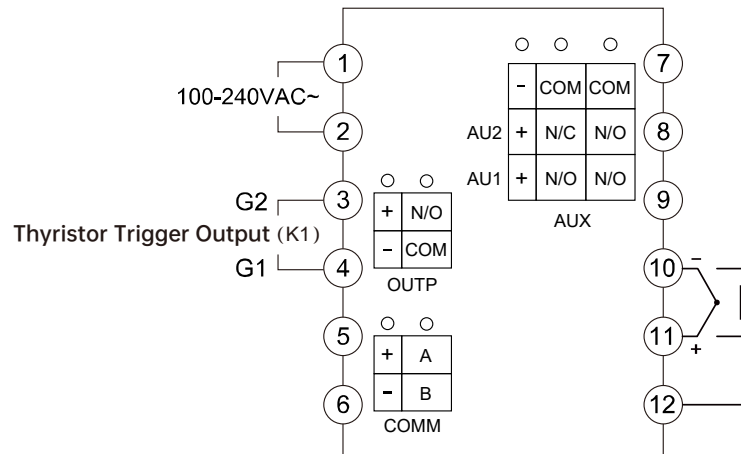 1
100-240VAC~
2
G2
3
Thyristor Trigger Output (K1)
G1
4
+ N/O
- COM
OUTP
5
6
+ A
- B
COMM
- COM COM
AU2 + N/C N/O
AU1 + N/O N/O
AUX
7
8
9
10 -
11 +
12